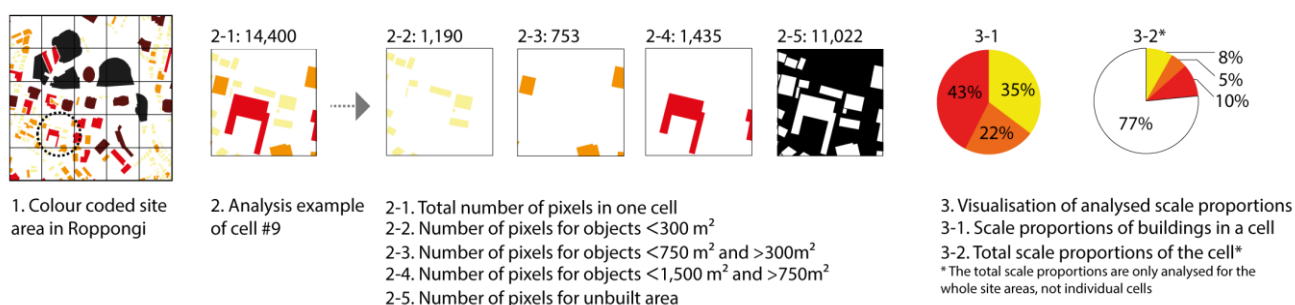 2-1: 14,400
2-2: 1,190
2-3: 753
2-4: 1,435
2-5: 11,022
3-1
3-2*
43%
35%
22%
8%
5%
10%
77%
1. Colour coded site
area in Roppongi
2. Analysis example
of cell #9
2-1. Total number of pixels in one cell
2-2. Number of pixels for objects <300 m²
2-3. Number of pixels for objects <750 m² and >300m²
2-4. Number of pixels for objects <1,500 m² and >750m²
2-5. Number of pixels for unbuilt area
3. Visualisation of analysed scale proportions
3-1. Scale proportions of buildings in a cell
3-2. Total scale proportions of the cell*
* The total scale proportions are only analysed for the
whole site areas, not individual cells